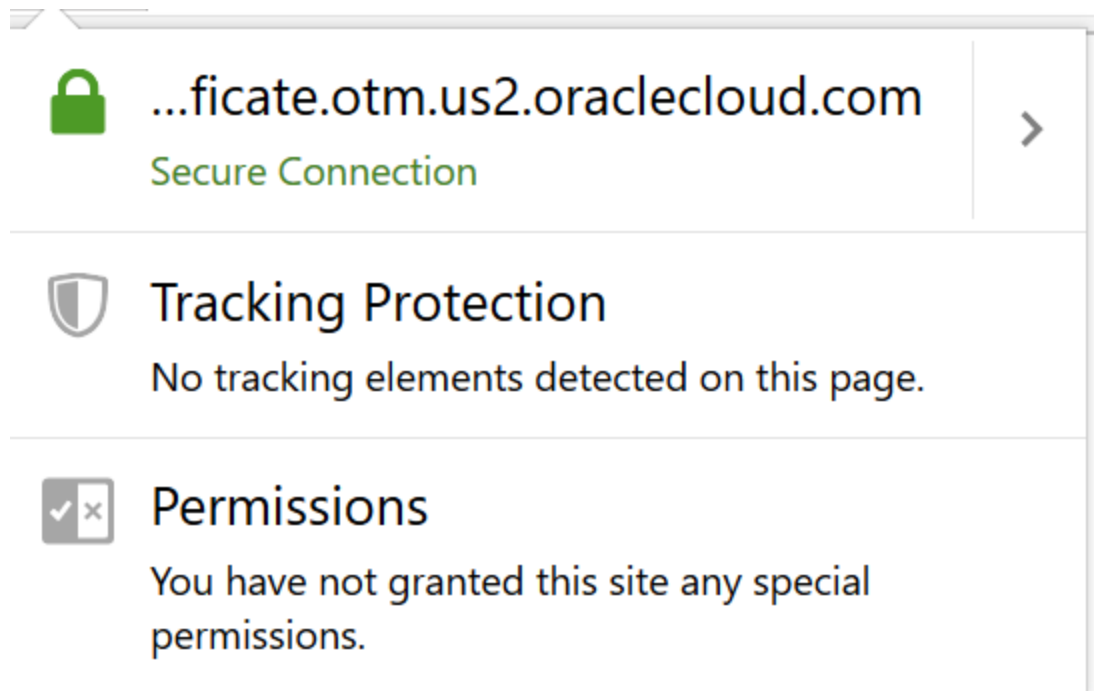 ...ficate.otm.us2.oraclecloud.com
Secure Connection
Tracking Protection
No tracking elements detected on this page.
Permissions
You have not granted this site any special
permissions.